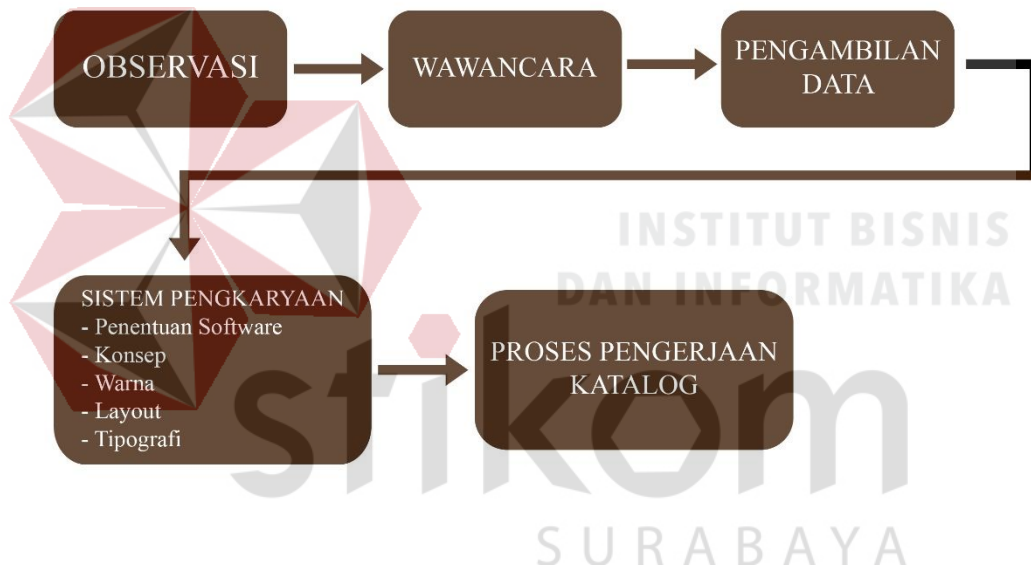 OBSERVASI
WAWANCARA
PENGAMBILAN
DATA
INSTITUT BISNIS
DAN INFORMATIKA
SISTEM PENGKARYAAN
- Penentuan Software
- Konsep
- Warna
- Layout
- Tipografi
PROSES PENGERJAAN
KATALOG
stikom
SURABAYA